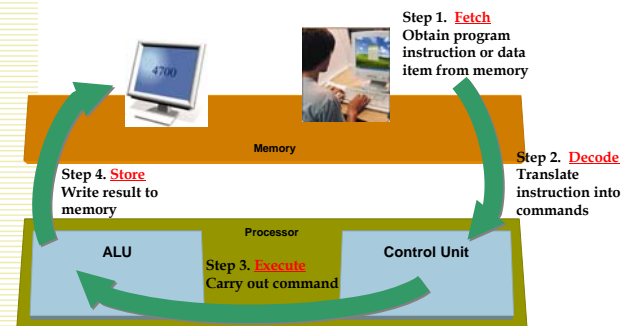 Step 1. Fetch
Obtain program
instruction or data
item from memory
4700
Memory
Step 2. Decode
Translate
instruction into
commands
Step 4. Store
Write result to
memory
Processor
ALU
Control Unit
Step 3. Execute
Carry out command